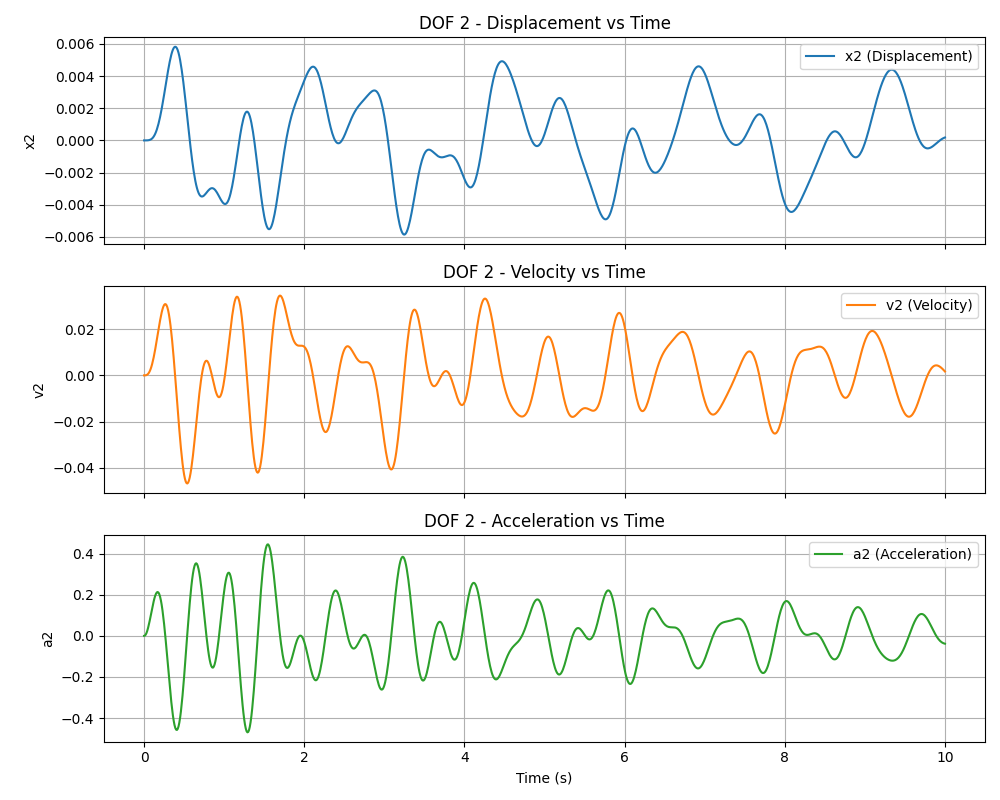 DOF 2 - Displacement vs Time
0.006
0.004
0.002
0.000
−0.002
−0.004
−0.006
x2
x2 (Displacement)
DOF 2 - Velocity vs Time
0.02
0.00
−0.02
−0.04
v2
v2 (Velocity)
DOF 2 - Acceleration vs Time
0.4
0.2
0.0
−0.2
−0.4
a2
a2 (Acceleration)
0 2 4 6 8 10
Time (s)